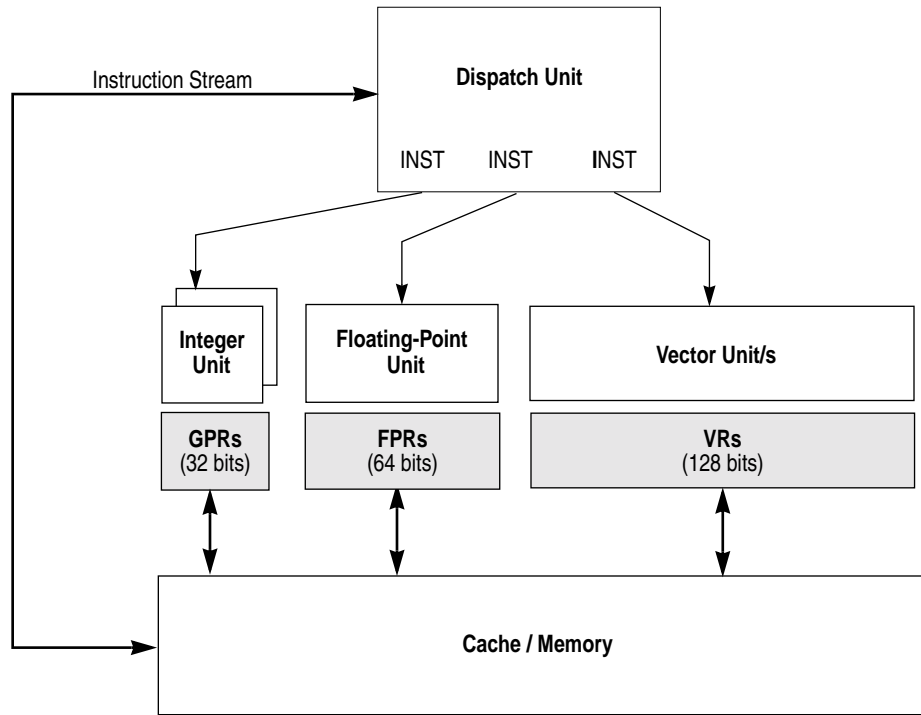 Instruction Stream
Dispatch Unit
INST INST INST
Integer
Unit
Floating-Point
Unit
Vector Unit/s
GPRs
(32 bits)
FPRs
(64 bits)
VRs
(128 bits)
Cache / Memory